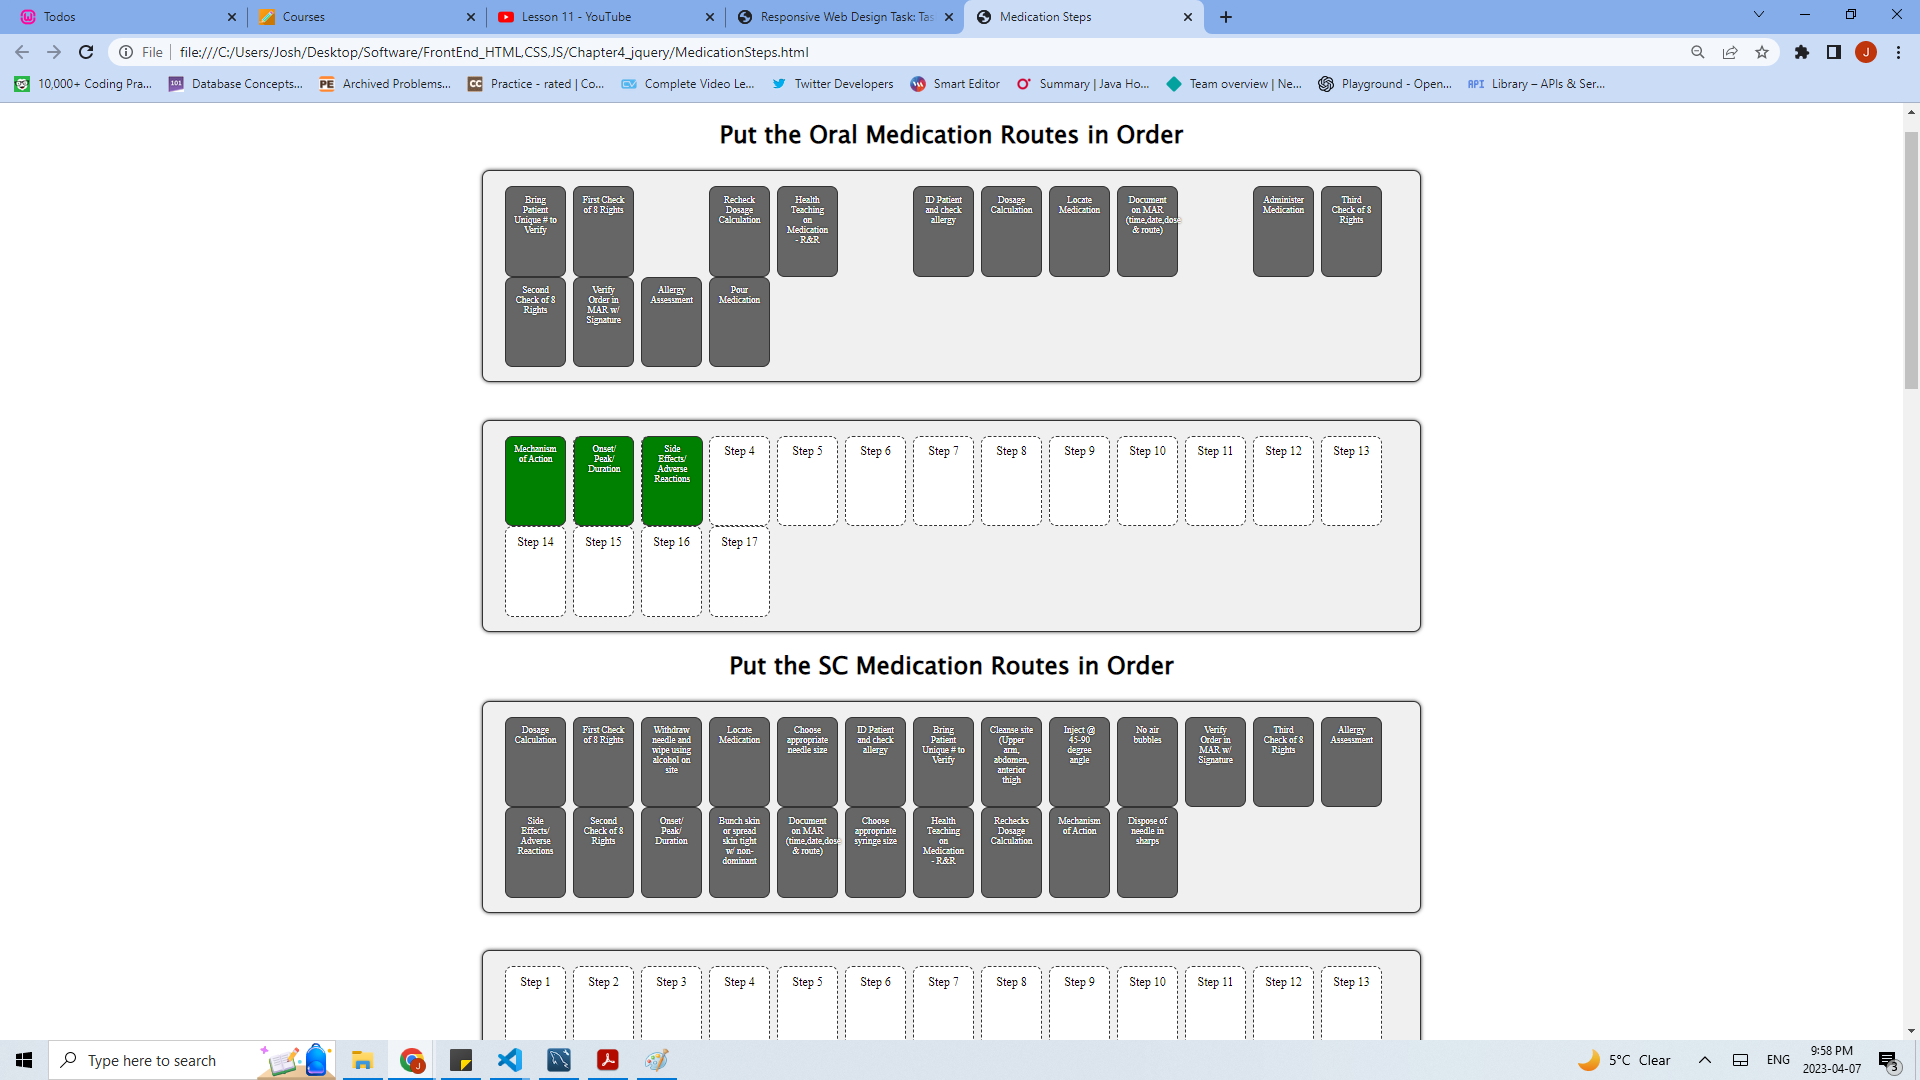 Todos
Courses
Lesson 11 - YouTube
Responsive Web Design Task: Tas
Medication Steps
File
file:///C:/Users/Josh/Desktop/Software/FrontEnd_HTML,CSS,JS/Chapter4_jquery/MedicationSteps.html
J
10,000+ Coding Pra...
101
Database Concepts...
PE
Archived Problems...
CC
Practice - rated | Co...
Complete Video Le...
Twitter Developers
Smart Editor
Summary | Java Ho...
Team overview | Ne...
Playground - Open...
API
Library – APIs & Ser...
Put the Oral Medication Routes in Order
Bring
Patient
Unique # to
Verify
First Check
of 8 Rights
Recheck
Dosage
Calculation
Health
Teaching
on
Medication
- R&R
ID Patient
and check
allergy
Dosage
Calculation
Locate
Medication
Document
on MAR
(time,date,dose
& route)
Administer
Medication
Third
Check of 8
Rights
Second
Check of 8
Rights
Verify
Order in
MAR w/
Signature
Allergy
Assessment
Pour
Medication
Mechanism
of Action
Onset/
Peak/
Duration
Side
Effects/
Adverse
Reactions
Step 4
Step 5
Step 6
Step 7
Step 8
Step 9
Step 10
Step 11
Step 12
Step 13
Step 14
Step 15
Step 16
Step 17
Put the SC Medication Routes in Order
Dosage
Calculation
First Check
of 8 Rights
Withdraw
needle and
wipe using
alcohol on
site
Locate
Medication
Choose
appropriate
needle size
ID Patient
and check
allergy
Bring
Patient
Unique # to
Verify
Cleanse site
(Upper
arm,
abdomen,
anterior
thigh
Inject @
45-90
degree
angle
No air
bubbles
Verify
Order in
MAR w/
Signature
Third
Check of 8
Rights
Allergy
Assessment
Side
Effects/
Adverse
Reactions
Second
Check of 8
Rights
Onset/
Peak/
Duration
Bunch skin
or spread
skin tight
w/ non-
dominant
Document
on MAR
(time,date,dose
& route)
Choose
appropriate
syringe size
Health
Teaching
on
Medication
- R&R
Rechecks
Dosage
Calculation
Mechanism
of Action
Dispose of
needle in
sharps
Step 1
Step 2
Step 3
Step 4
Step 5
Step 6
Step 7
Step 8
Step 9
Step 10
Step 11
Step 12
Step 13
Type here to search
5°C Clear
ENG
9:58 PM
2023-04-07
3